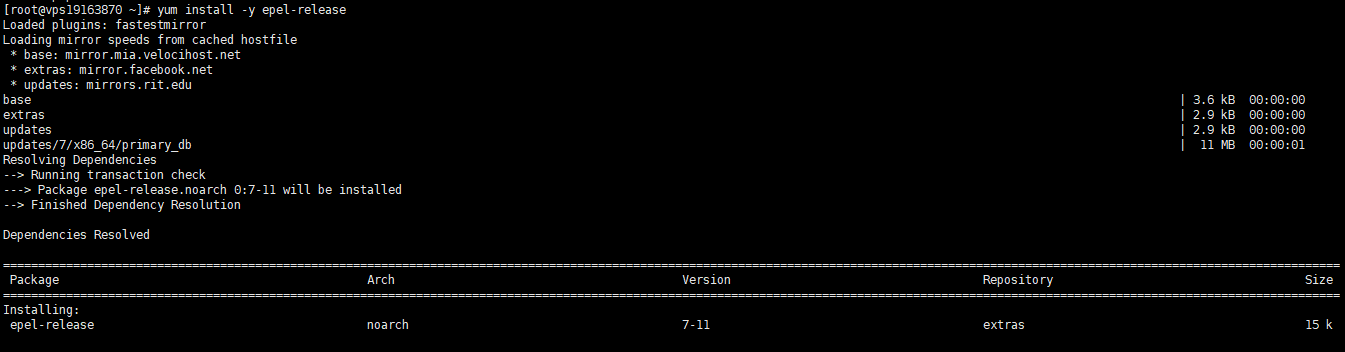 [root@vps19163870 ~]# yum install -y epel-release
Loaded plugins: fastestmirror
Loading mirror speeds from cached hostfile
 * base: mirror.mia.velocihost.net
 * extras: mirror.facebook.net
 * updates: mirrors.rit.edu
base | 3.6 kB 00:00:00
extras | 2.9 kB 00:00:00
updates | 2.9 kB 00:00:00
updates/7/x86_64/primary_db | 11 MB 00:00:01
Resolving Dependencies
--> Running transaction check
---> Package epel-release.noarch 0:7-11 will be installed
--> Finished Dependency Resolution
Dependencies Resolved
Package Arch Version Repository Size
Installing:
 epel-release noarch 7-11 extras 15 k